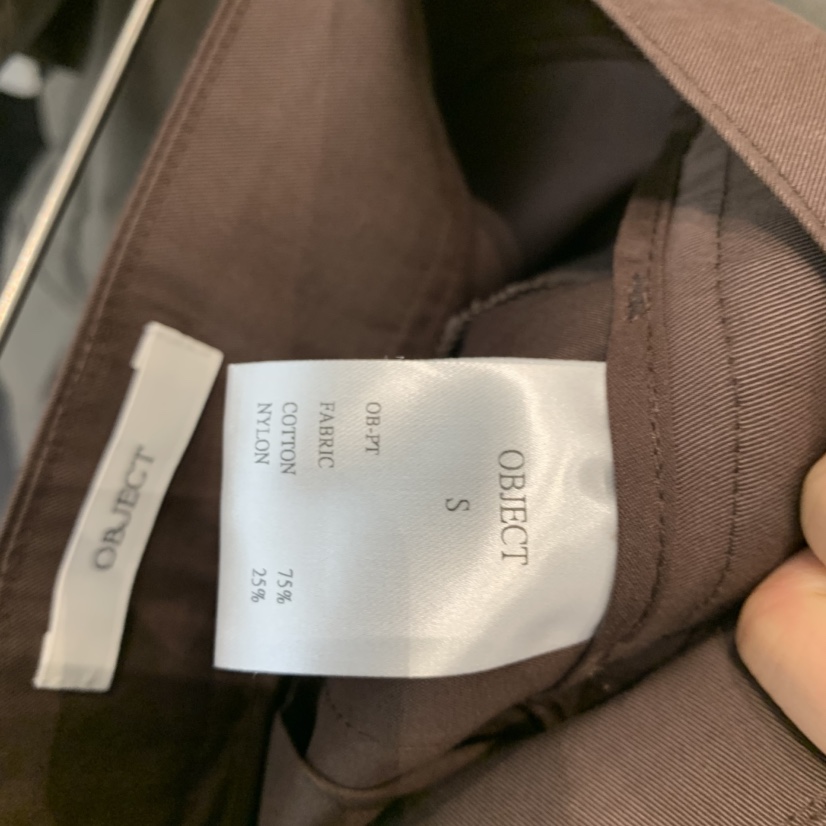 OBJECT
OBJECT
S
OB-PT
FABRIC
COTTON 75%
NYLON 25%